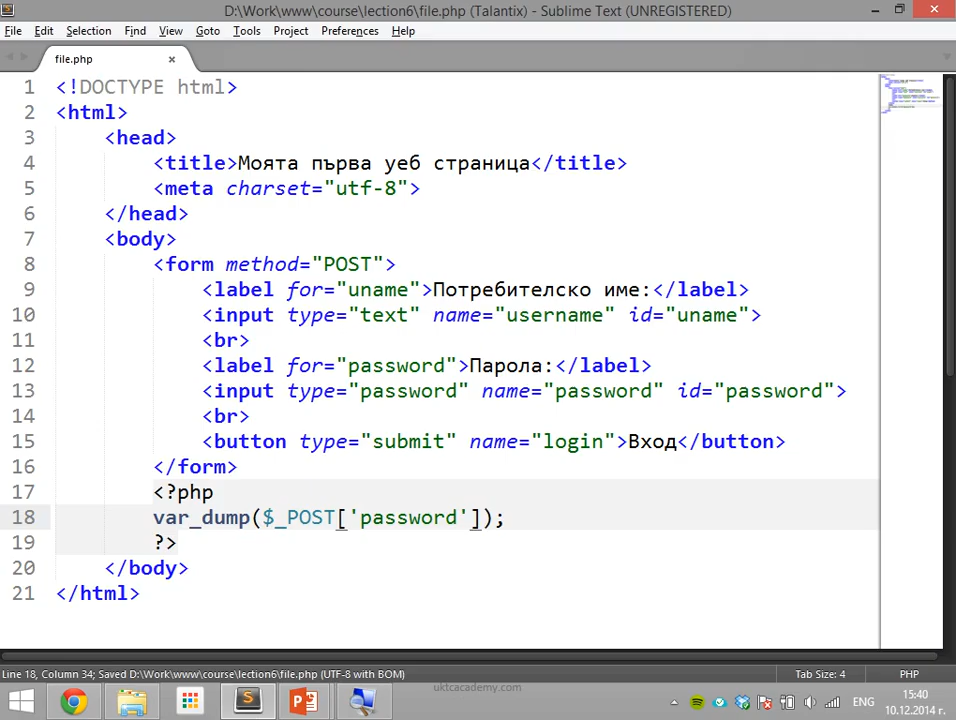 D:\Work\www\course\lection6\file.php (Talantix) - Sublime Text (UNREGISTERED)
File Edit Selection Find View Goto Tools Project Preferences Help
file.php ×
1 <!DOCTYPE html>
2 <html>
3 <head>
4 <title>Моята първа уеб страница</title>
5 <meta charset="utf-8">
6 </head>
7 <body>
8 <form method="POST">
9 <label for="uname">Потребителско име:</label>
10 <input type="text" name="username" id="uname">
11 <br>
12 <label for="password">Парола:</label>
13 <input type="password" name="password" id="password">
14 <br>
15 <button type="submit" name="login">Вход</button>
16 </form>
17 <?php
18 var_dump($_POST['password']);
19 ?>
20 </body>
21 </html>
Line 18, Column 34; Saved D:\Work\www\course\lection6\file.php (UTF-8 with BOM) Tab Size: 4 PHP
uktcacademy.com
ENG 15:40
10.12.2014 г.